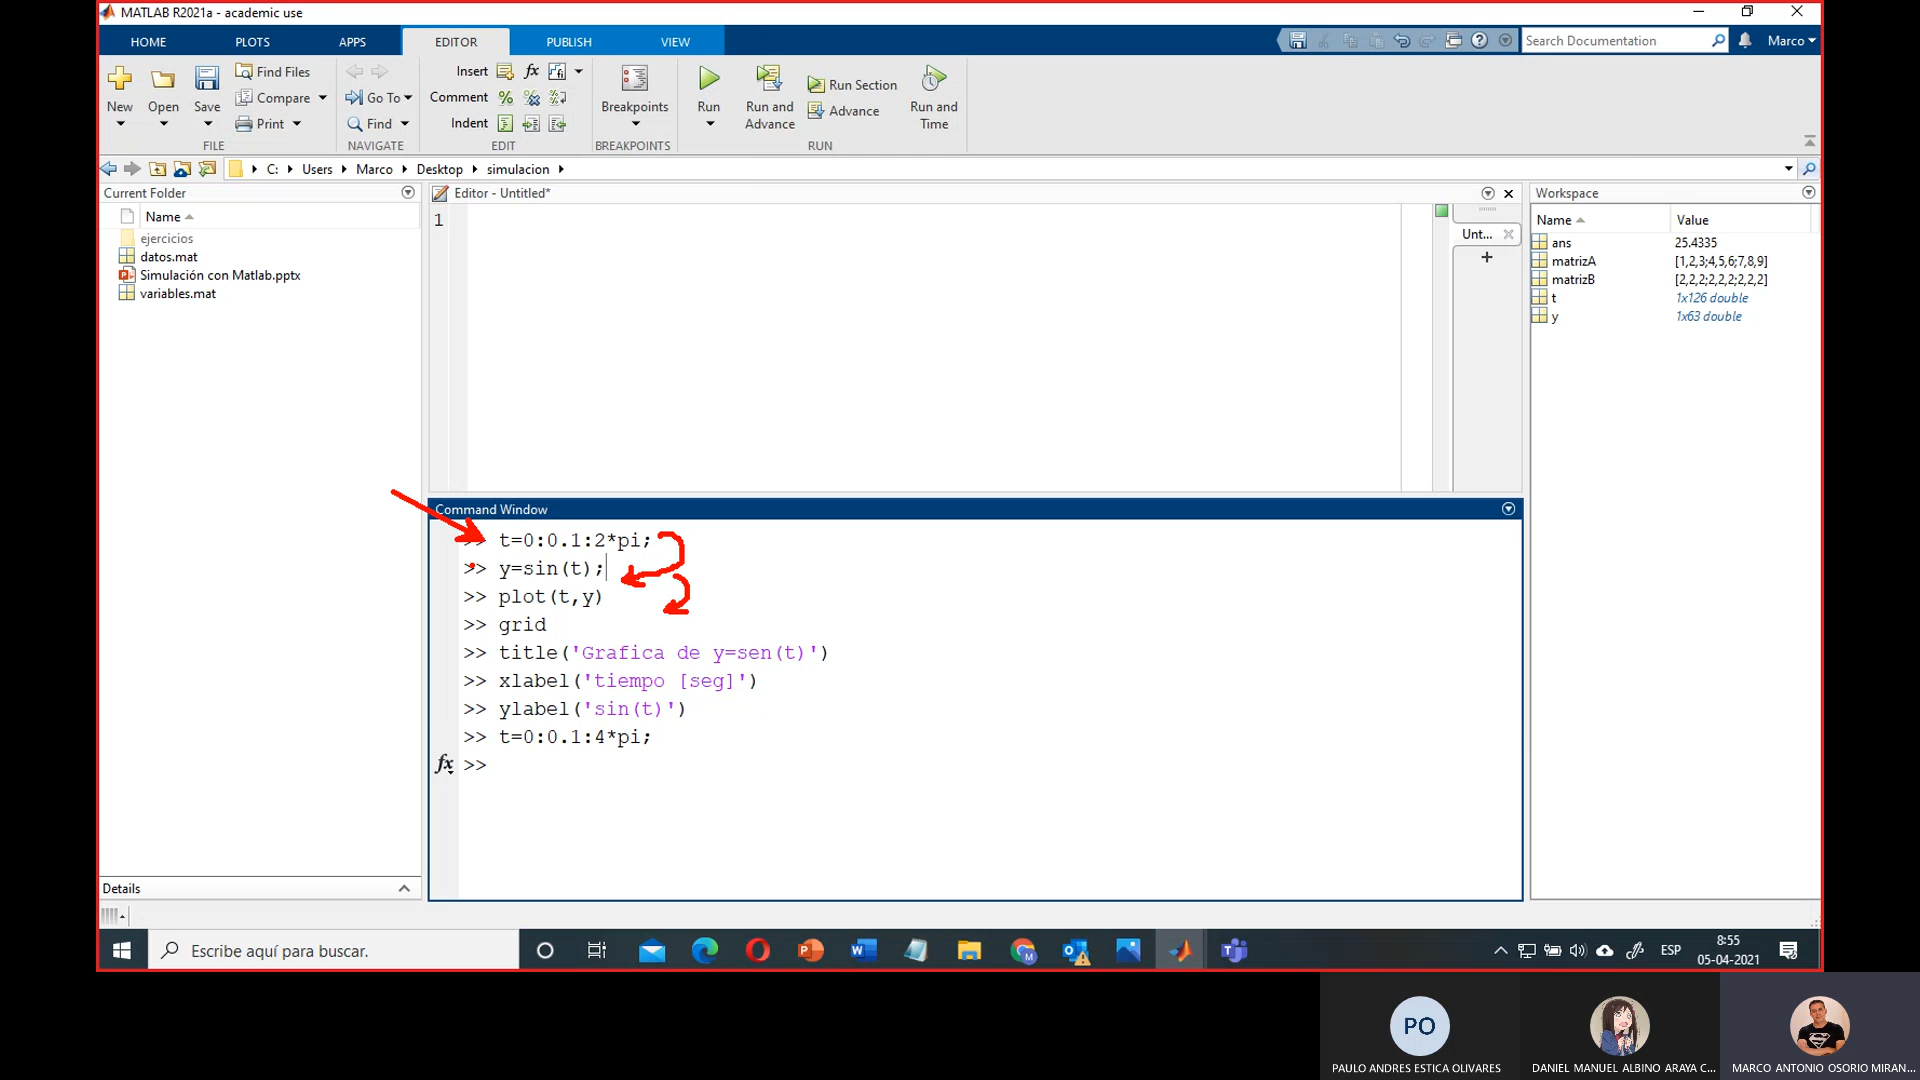 MATLAB R2021a - academic use
HOME PLOTS APPS EDITOR PUBLISH VIEW
Search Documentation
Marco
New Open Save
Find Files
Compare
Print
FILE
Go To
Find
NAVIGATE
Insert
Comment
Indent
EDIT
Breakpoints
BREAKPOINTS
Run
Run and Advance
Run Section
Advance
Run and Time
RUN
C: Users Marco Desktop simulacion
Current Folder
Name
ejercicios
datos.mat
Simulación con Matlab.pptx
variables.mat
Details
Editor - Untitled*
1
Unt...
+
Workspace
Name Value
ans 25.4335
matrizA [1,2,3;4,5,6;7,8,9]
matrizB [2,2,2;2,2,2;2,2,2]
t 1x126 double
y 1x63 double
Command Window
>> t=0:0.1:2*pi;
>> y=sin(t);
>> plot(t,y)
>> grid
>> title('Grafica de y=sen(t)')
>> xlabel('tiempo [seg]')
>> ylabel('sin(t)')
>> t=0:0.1:4*pi;
fx >>
Escribe aquí para buscar.
ESP
8:55
05-04-2021
PO
PAULO ANDRES ESTICA OLIVARES
DANIEL MANUEL ALBINO ARAYA C...
MARCO ANTONIO OSORIO MIRAN...